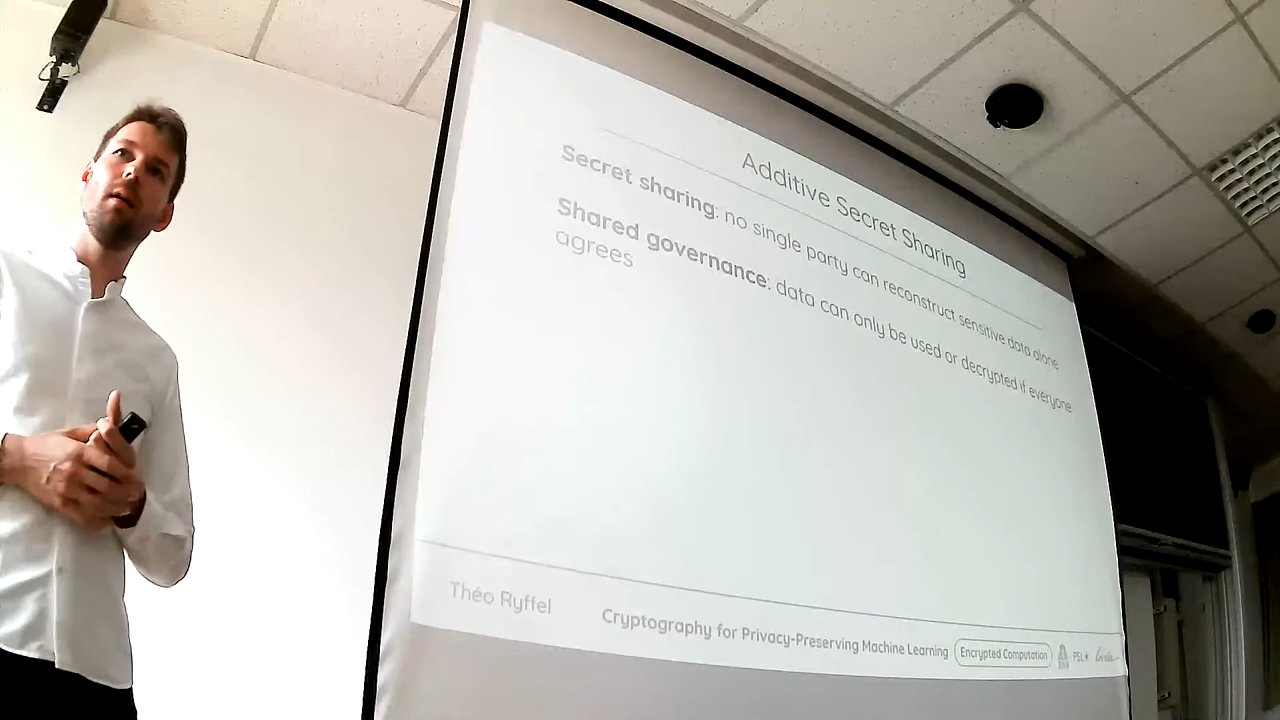 Additive Secret Sharing
Secret sharing: no single party can reconstruct sensitive data alone
Shared governance: data can only be used or decrypted if everyone
agrees
Théo Ryffel
Cryptography for Privacy-Preserving Machine Learning
Encrypted Computation
PSL
Inria